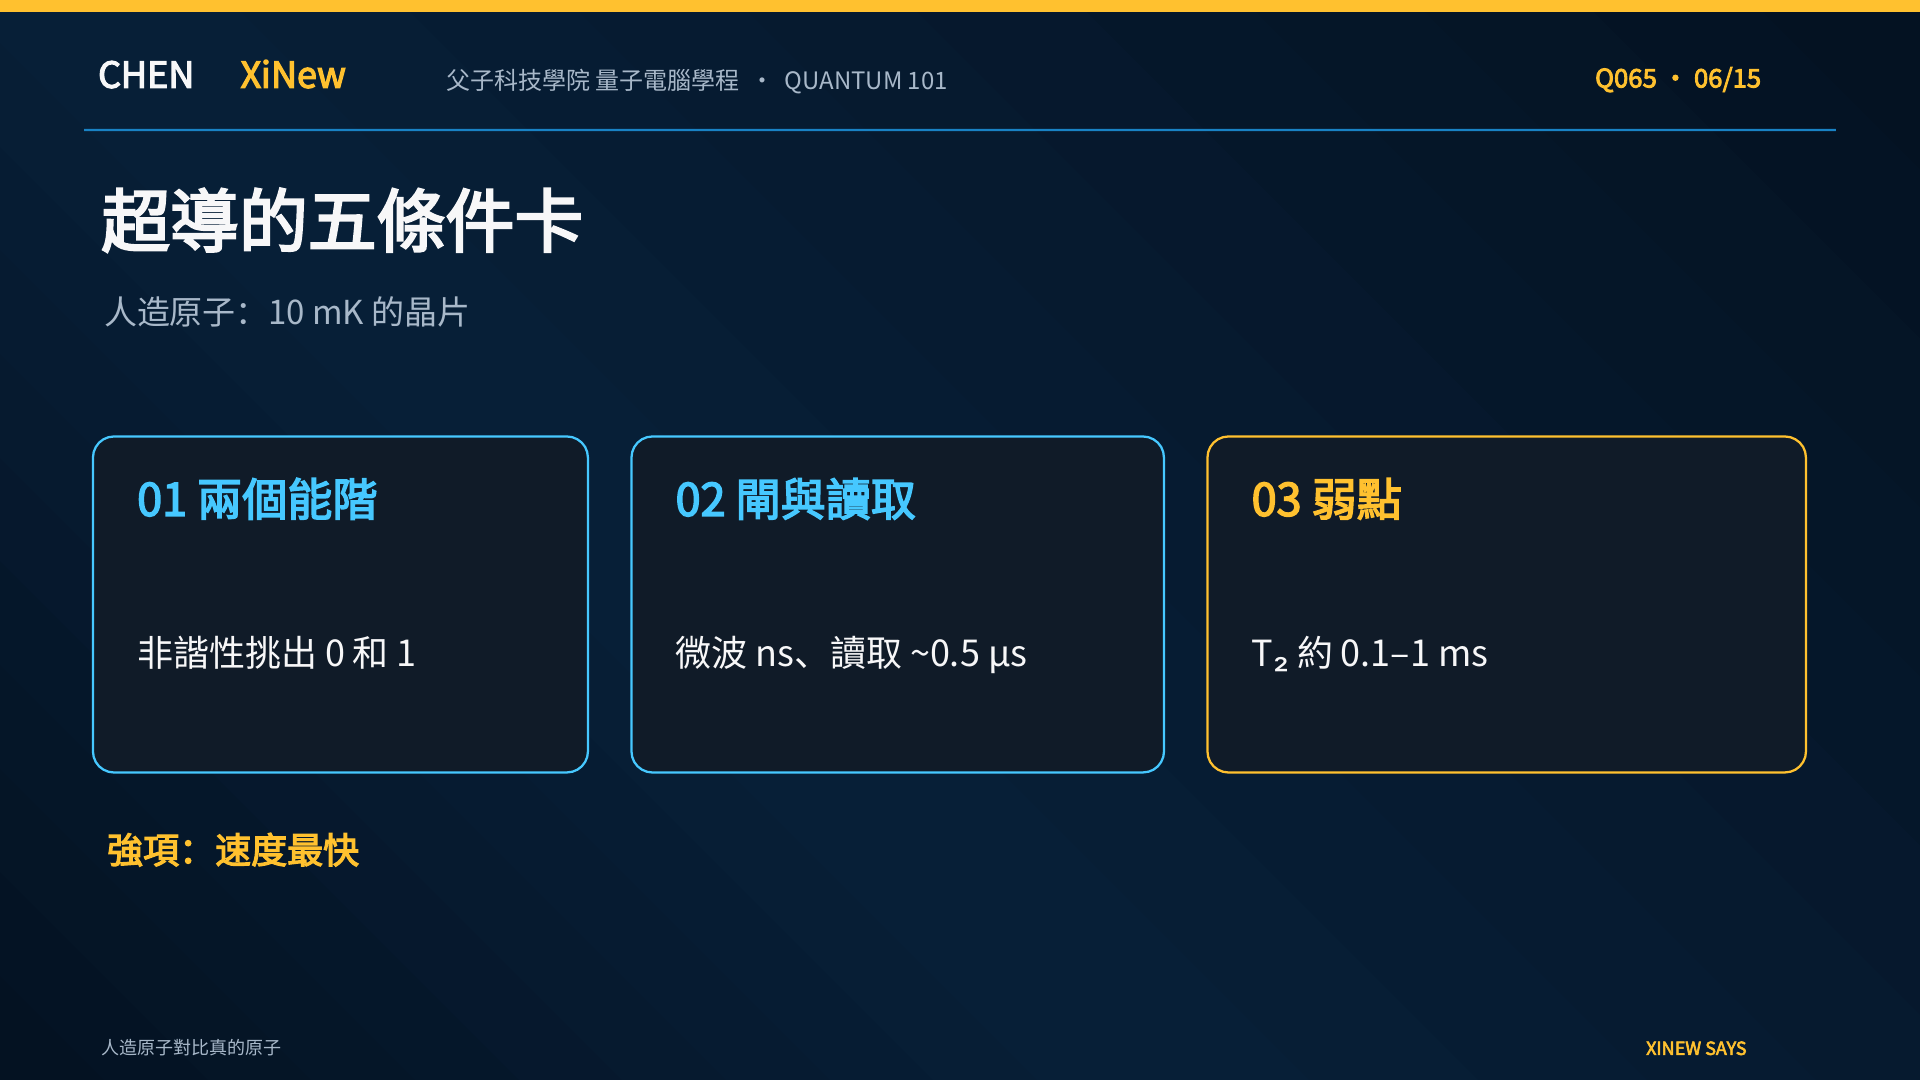 CHEN XiNew 父子科技學院 量子電腦學程 · QUANTUM 101
Q065 · 06/15
超導的五條件卡
人造原子：10 mK 的晶片
01 兩個能階
非諧性挑出 0 和 1
02 閘與讀取
微波 ns、讀取 ~0.5 μs
03 弱點
T₂ 約 0.1–1 ms
強項：速度最快
人造原子對比真的原子
XINEW SAYS